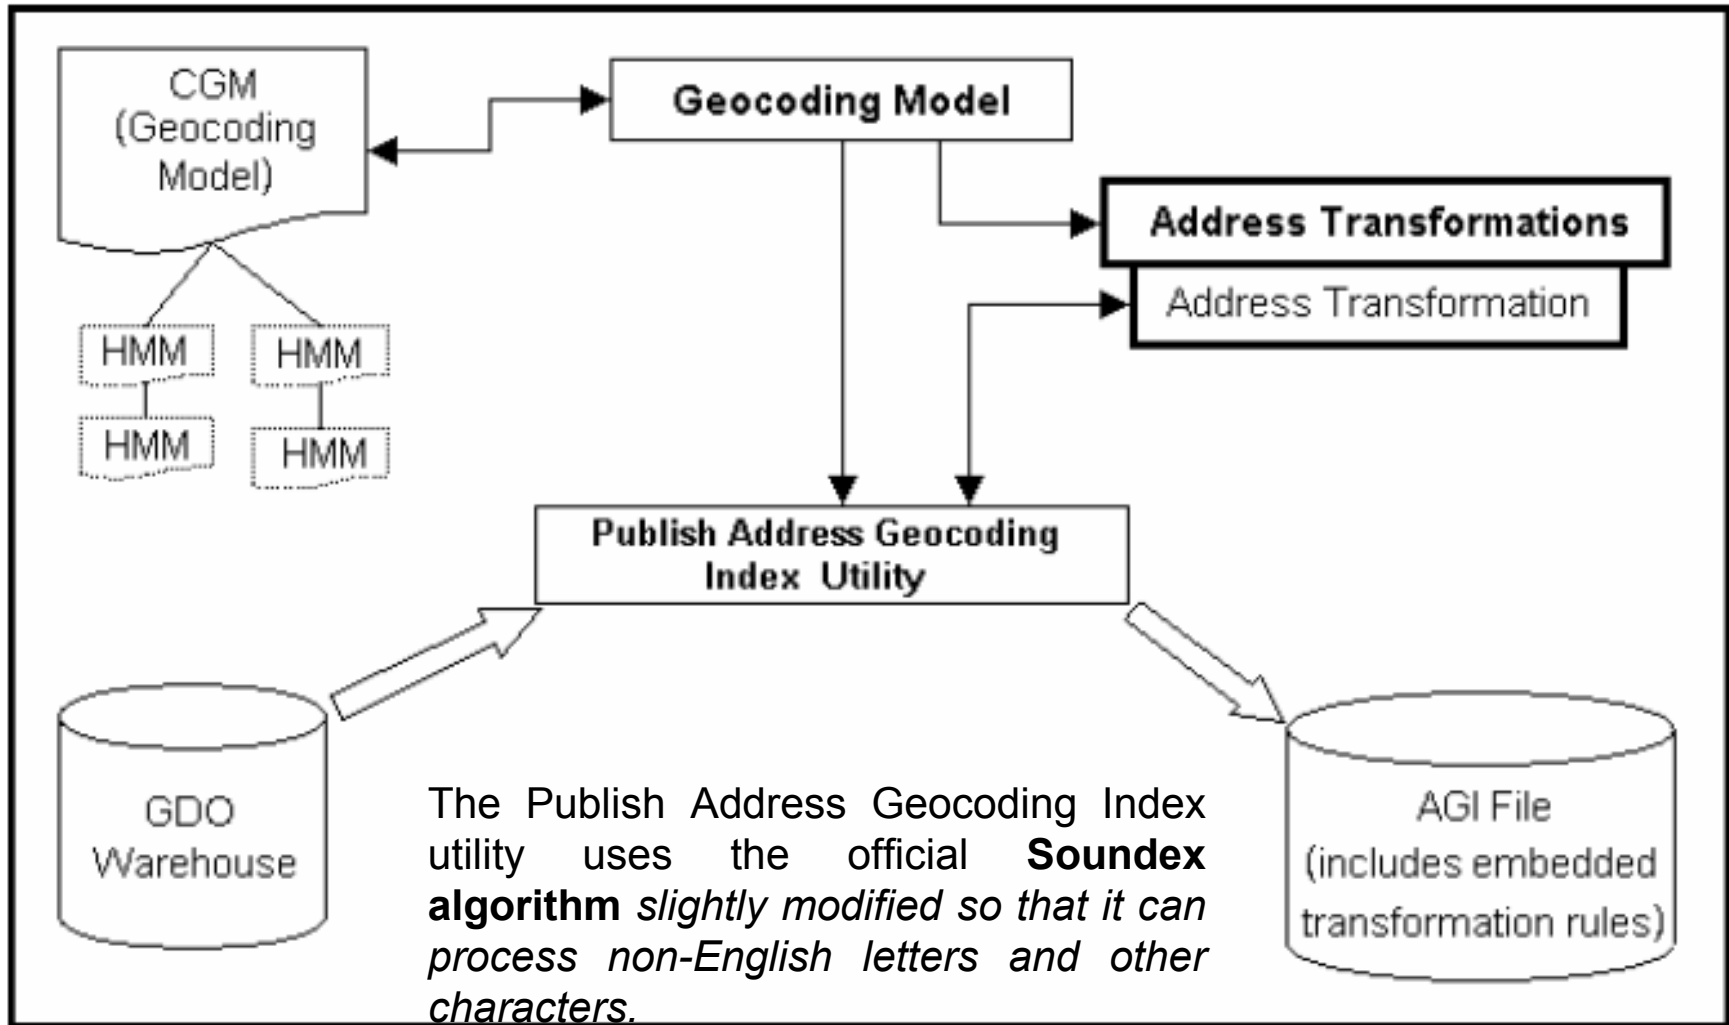 CGM
(Geocoding
Model)
Geocoding Model
Address Transformations
Address Transformation
HMM
HMM
HMM
HMM
Publish Address Geocoding
Index Utility
GDO
Warehouse
The Publish Address Geocoding Index
utility uses the official Soundex
algorithm slightly modified so that it can
process non-English letters and other
characters.
AGI File
(includes embedded
transformation rules)